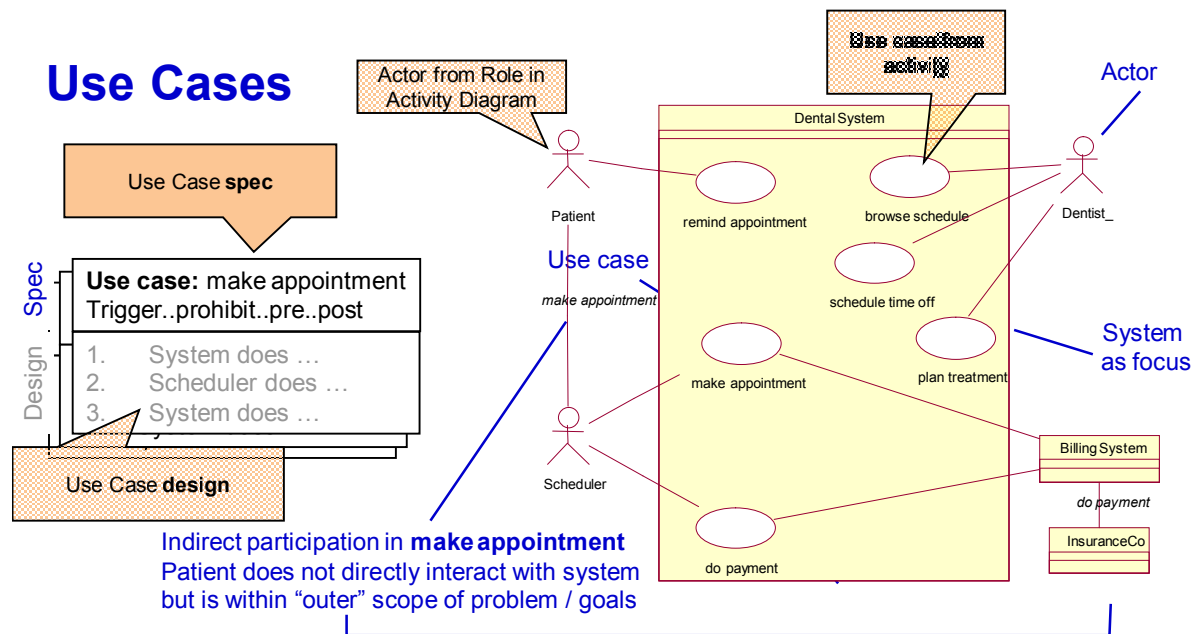 Use Cases
Actor from Role in
Activity Diagram
Use case from
activity
Actor
Dental System
Use Case spec
Patient
remind appointment
browse schedule
Dentist_
Spec
Use case: make appointment
Trigger..prohibit..pre..post
Use case
make appointment
schedule time off
Design
1. System does …
2. Scheduler does …
3. System does …
System
as focus
make appointment
plan treatment
Use Case design
Scheduler
Billing System
do payment
InsuranceCo
do payment
Indirect participation in make appointment
Patient does not directly interact with system
but is within “outer” scope of problem / goals